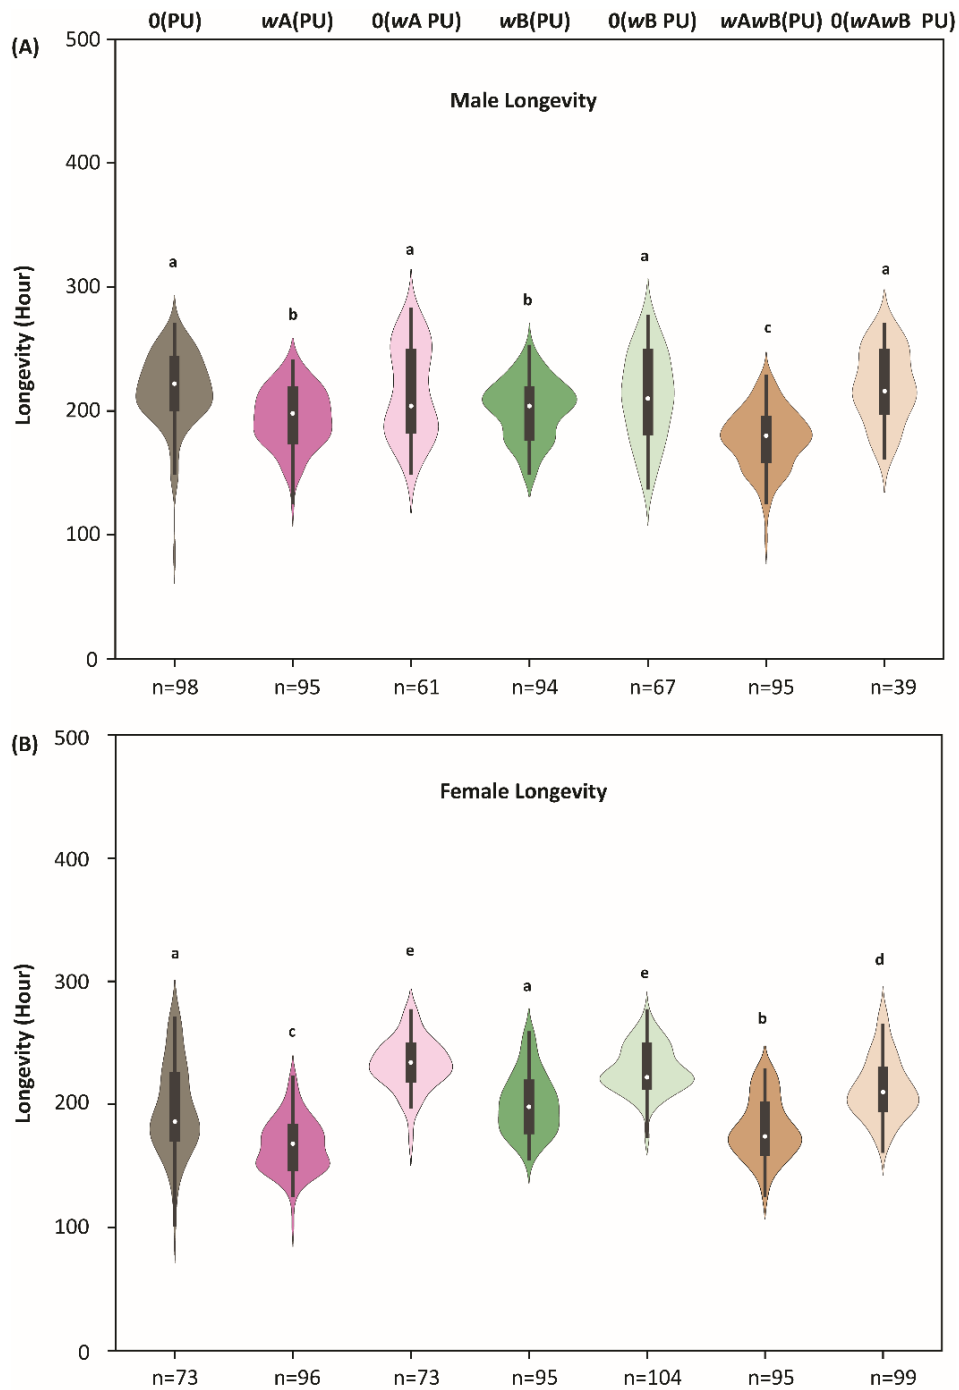 0(PU) wA(PU) 0(wA PU) wB(PU) 0(wB PU) wAwB(PU) 0(wAwB PU)
(A)
500
Male Longevity
400
a a a a
300
b b c
Longevity (Hour)
200
100
0
n=98 n=95 n=61 n=94 n=67 n=95 n=39
(B)
500
Female Longevity
400
a e a e d
300
c b
Longevity (Hour)
200
100
0
n=73 n=96 n=73 n=95 n=104 n=95 n=99